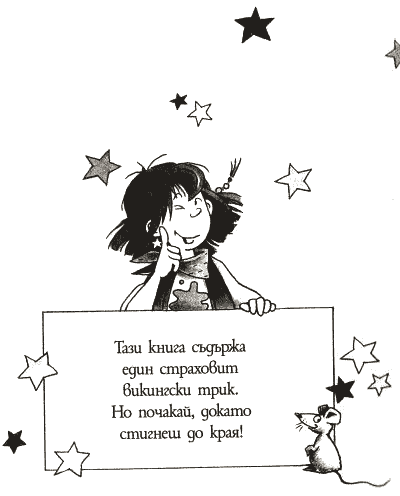 Тази книга съдържа
един страховит
викингски трик.
Но почакай, докато
стигнеш до края!